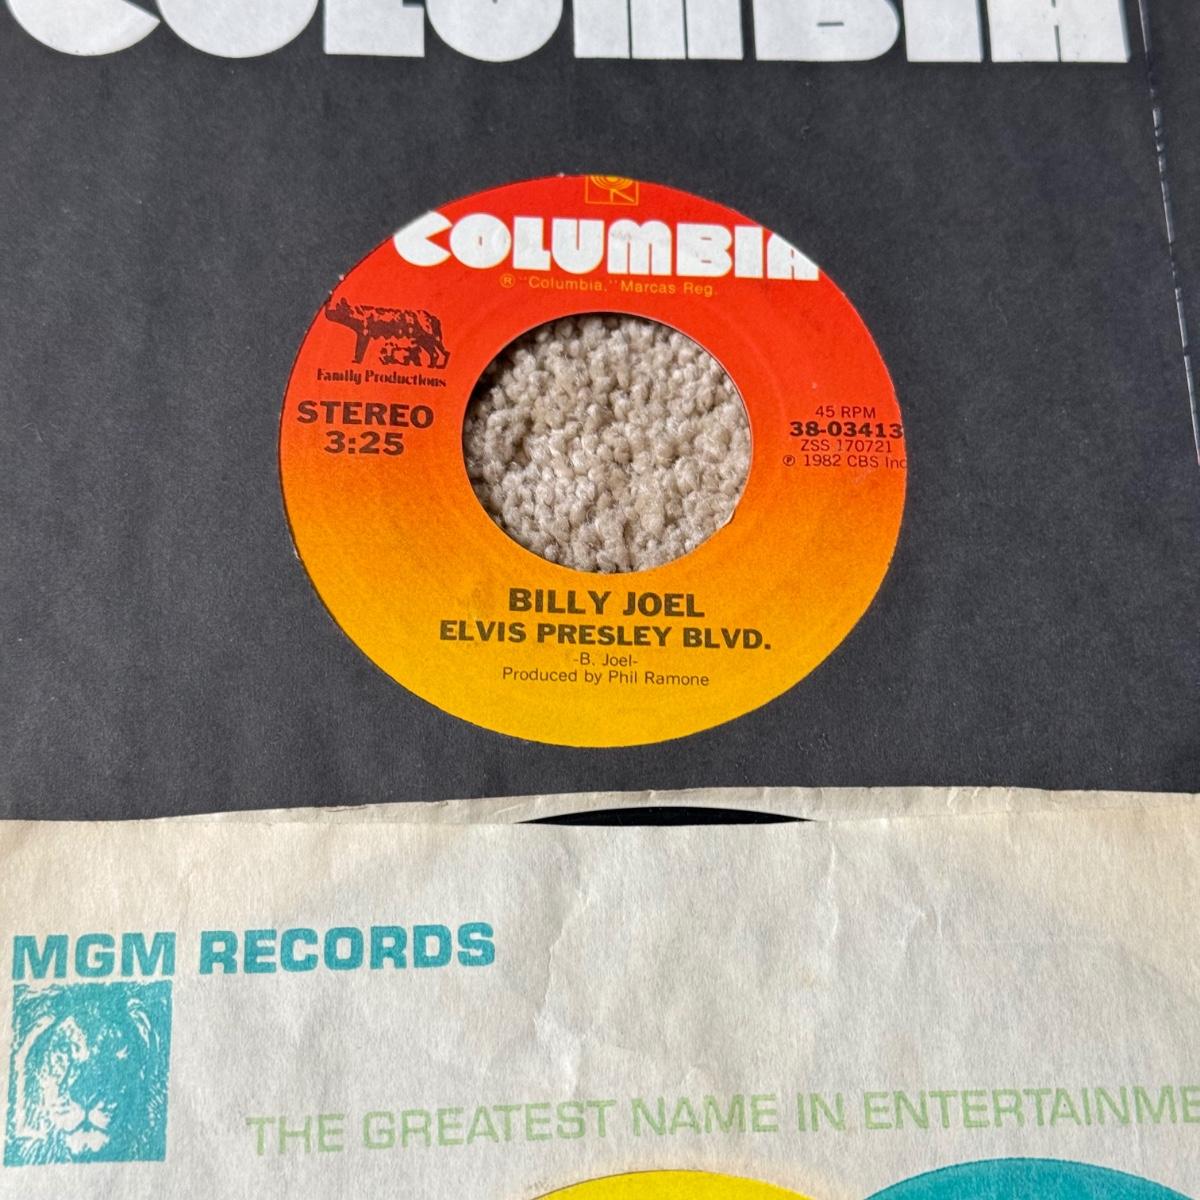 COLUMBIA
COLUMBIA
® "Columbia," Marcas Reg.
Family Productions
STEREO
3:25
45 RPM
38-03413
ZSS 170721
℗ 1982 CBS Inc
BILLY JOEL
ELVIS PRESLEY BLVD.
-B. Joel-
Produced by Phil Ramone
MGM RECORDS
THE GREATEST NAME IN ENTERTAINME